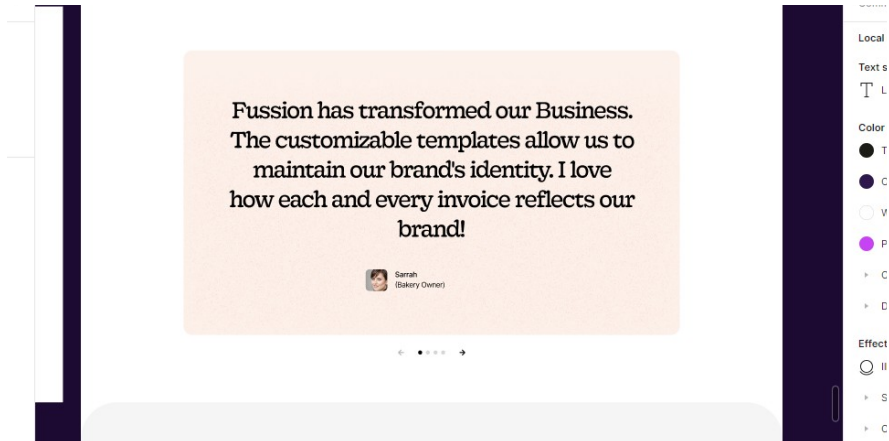 Local
Text s
L
Color
T
C
W
P
C
D
Effect
Il
S
C
Fussion has transformed our Business.
The customizable templates allow us to
maintain our brand's identity. I love
how each and every invoice reflects our
brand!
Sarrah
(Bakery Owner)